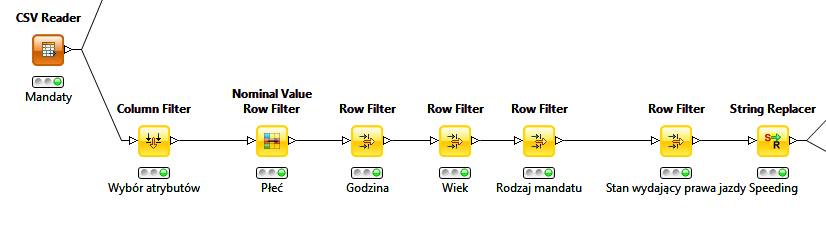 CSV Reader
Mandaty
Column Filter
Wybór atrybutów
Nominal Value
Row Filter
Płeć
Row Filter
Godzina
Row Filter
Wiek
Row Filter
Rodzaj mandatu
Row Filter
Stan wydający prawa jazdy
String Replacer
S
R
Speeding